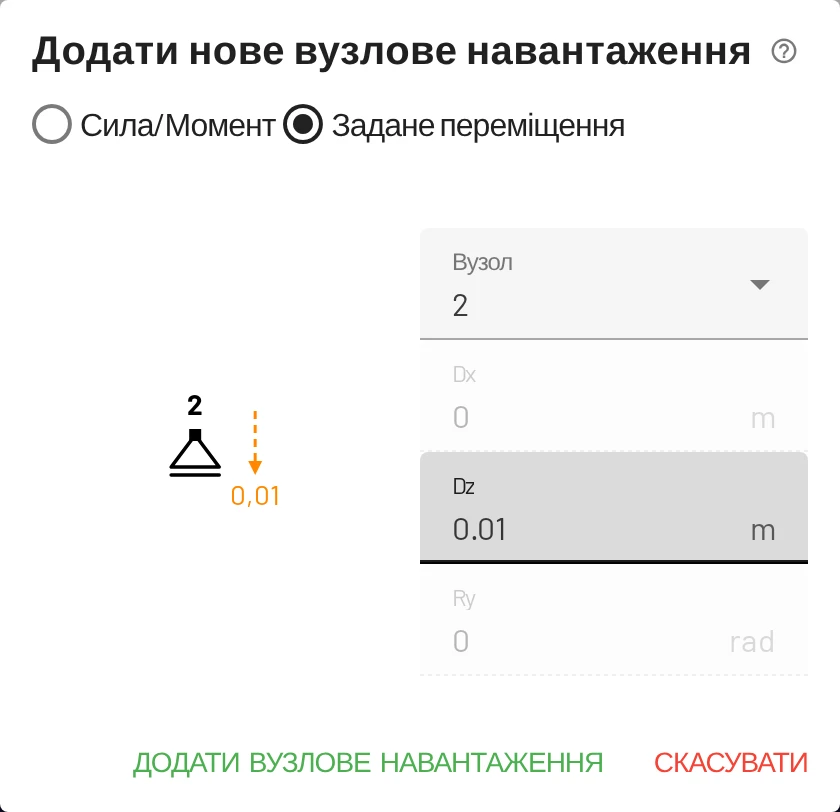 Додати нове вузлове навантаження ?
Сила/Момент Задане переміщення
Вузол
2
Dx
0 m
2
0,01
Dz
0.01 m
Ry
0 rad
ДОДАТИ ВУЗЛОВЕ НАВАНТАЖЕННЯ СКАСУВАТИ